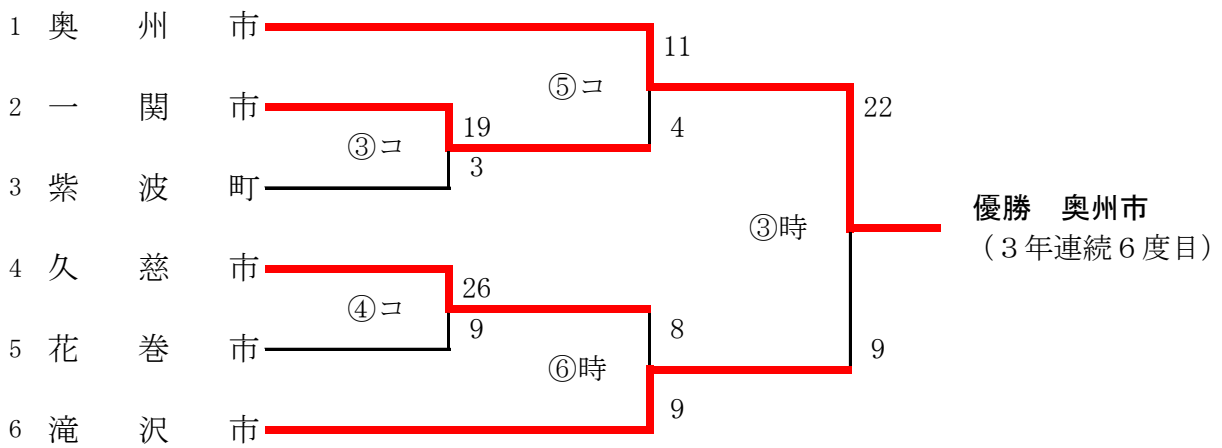 1 奥 州 市
11
⑤コ
22
2 一 関 市
19
4
③コ
3
3 紫 波 町
優勝 奥州市
③時
(3年連続6度目)
4 久 慈 市
26
④コ
9
8
5 花 巻 市
9
⑥時
9
6 滝 沢 市